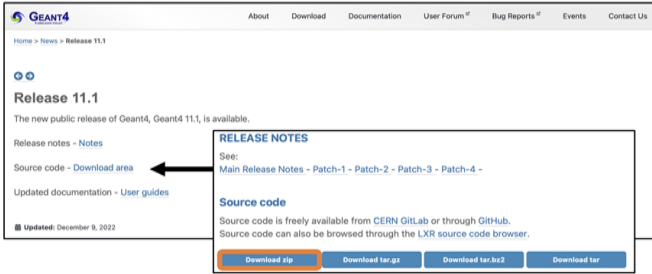 GEANT4
About Download Documentation User Forum Bug Reports Events Contact Us
Home > News > Release 11.1
Release 11.1
The new public release of Geant4, Geant4 11.1, is available.
Release notes - Notes
Source code - Download area
Updated documentation - User guides
Updated: December 9, 2022
RELEASE NOTES
See:
Main Release Notes - Patch-1 - Patch-2 - Patch-3 - Patch-4 -
Source code
Source code is freely available from CERN GitLab or through GitHub.
Source code can also be browsed through the LXR source code browser.
Download zip Download tar.gz Download tar.bz2 Download tar